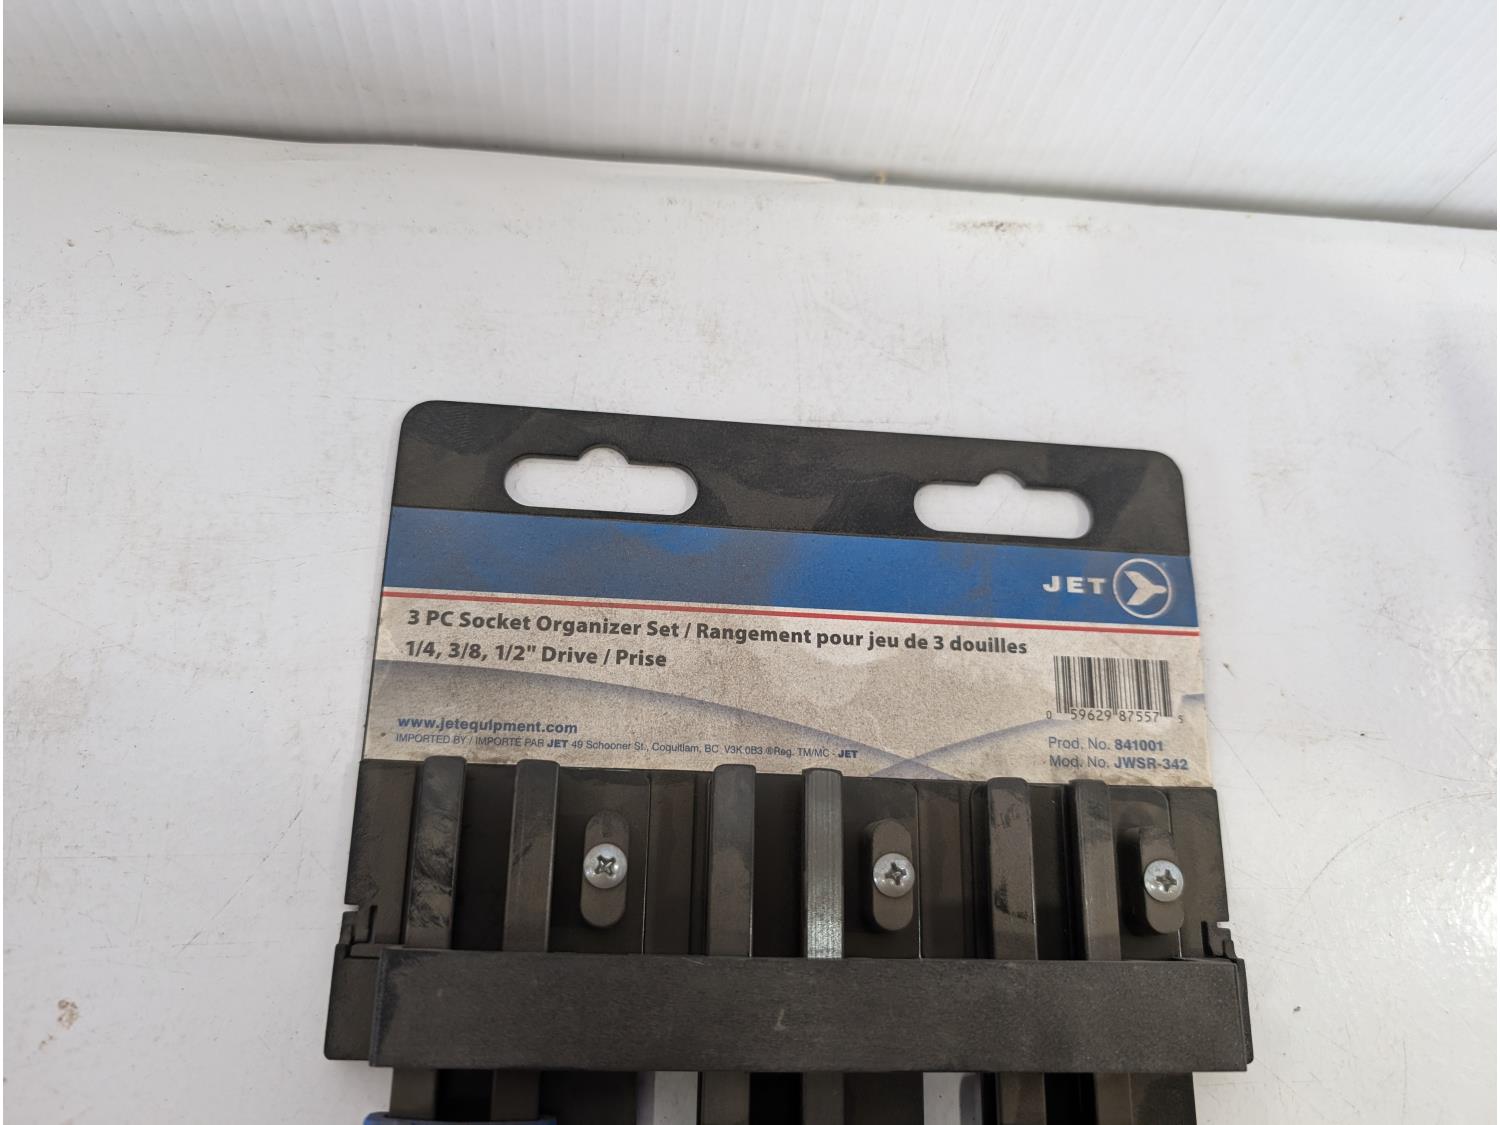 JET
3 PC Socket Organizer Set / Rangement pour jeu de 3 douilles
1/4, 3/8, 1/2" Drive / Prise
0 59629 87557 5
www.jetequipment.com
IMPORTED BY / IMPORTÉ PAR JET 49 Schooner St., Coquitlam, BC V3K 0B3 ®Reg. TM/MC - JET
Prod. No. 841001
Mod. No. JWSR-342